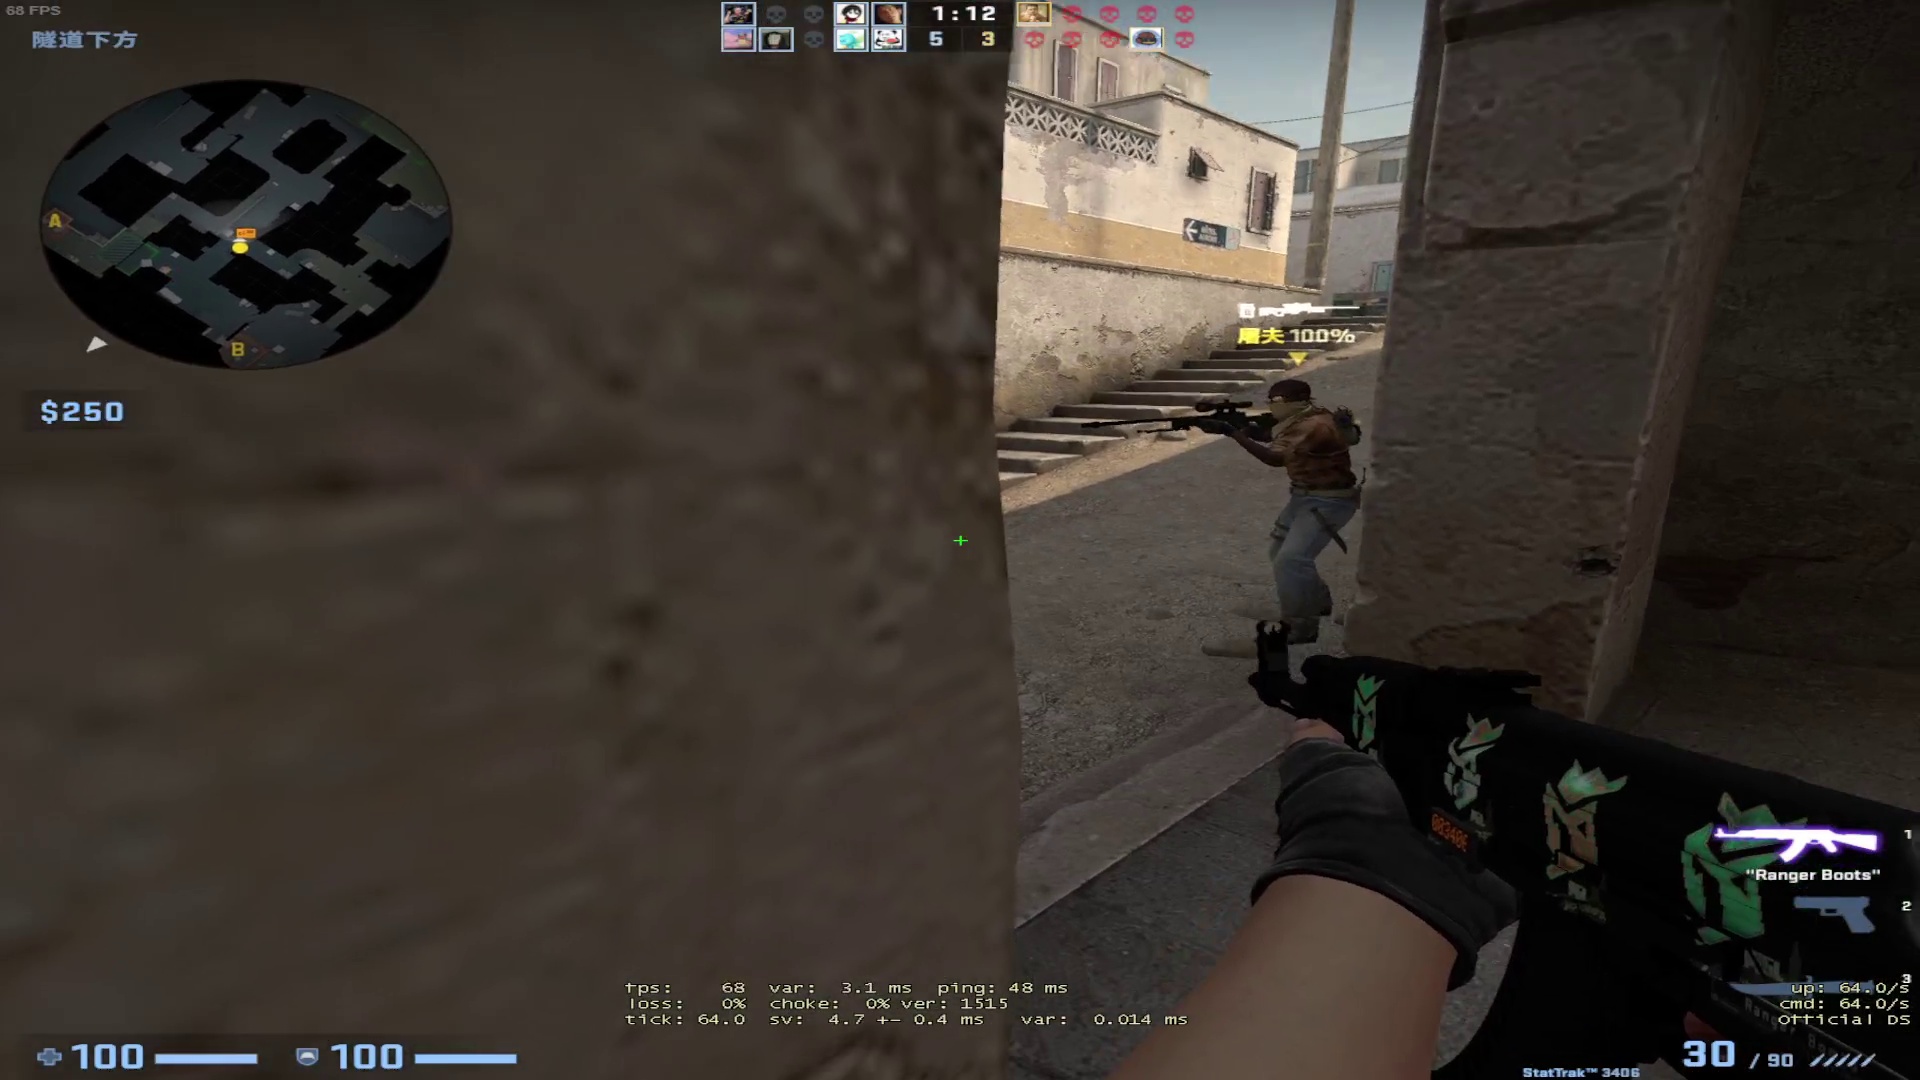 68 FPS
隧道下方
1:12
5 3
A
B
$250
屠夫 100%
083406
1
"Ranger Boots"
2
3
fps: 68 var: 3.1 ms ping: 48 ms
loss: 0% choke: 0% ver: 1515
tick: 64.0 sv: 4.7 +- 0.4 ms var: 0.014 ms
up: 64.0/s
cmd: 64.0/s
Official DS
100 100
30 / 90
StatTrak™ 3406